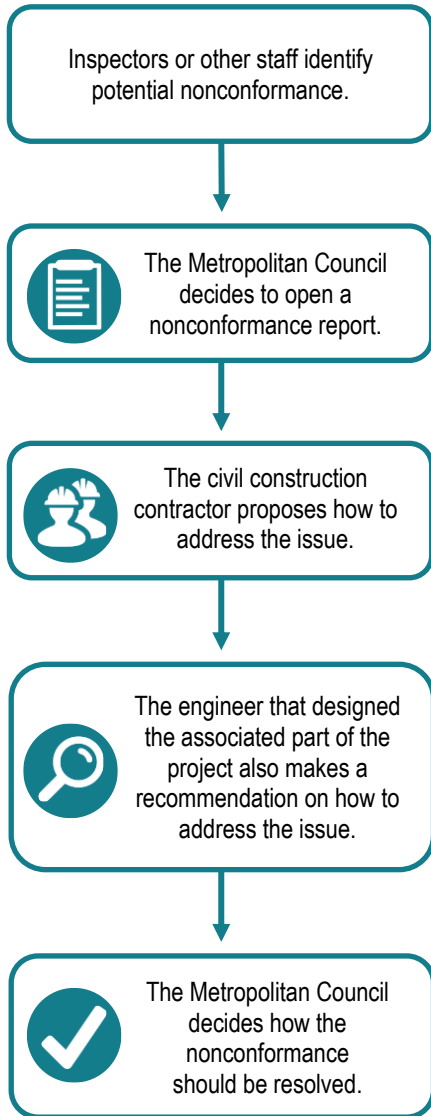 Inspectors or other staff identify
potential nonconformance.
The Metropolitan Council
decides to open a
nonconformance report.
The civil construction
contractor proposes how to
address the issue.
The engineer that designed
the associated part of the
project also makes a
recommendation on how to
address the issue.
The Metropolitan Council
decides how the
nonconformance
should be resolved.